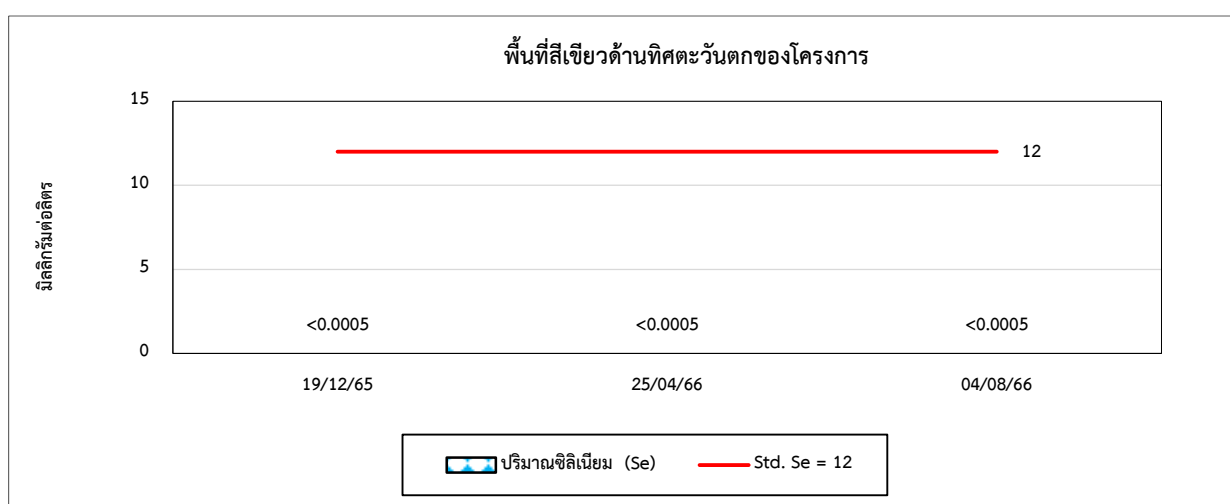 พื้นที่สีเขียวด้านทิศตะวันตกของโครงการ
มิลลิกรัมต่อลิตร
15
10
5
0
12
<0.0005 <0.0005 <0.0005
19/12/65 25/04/66 04/08/66
ปริมาณซิลิเนียม (Se) Std. Se = 12